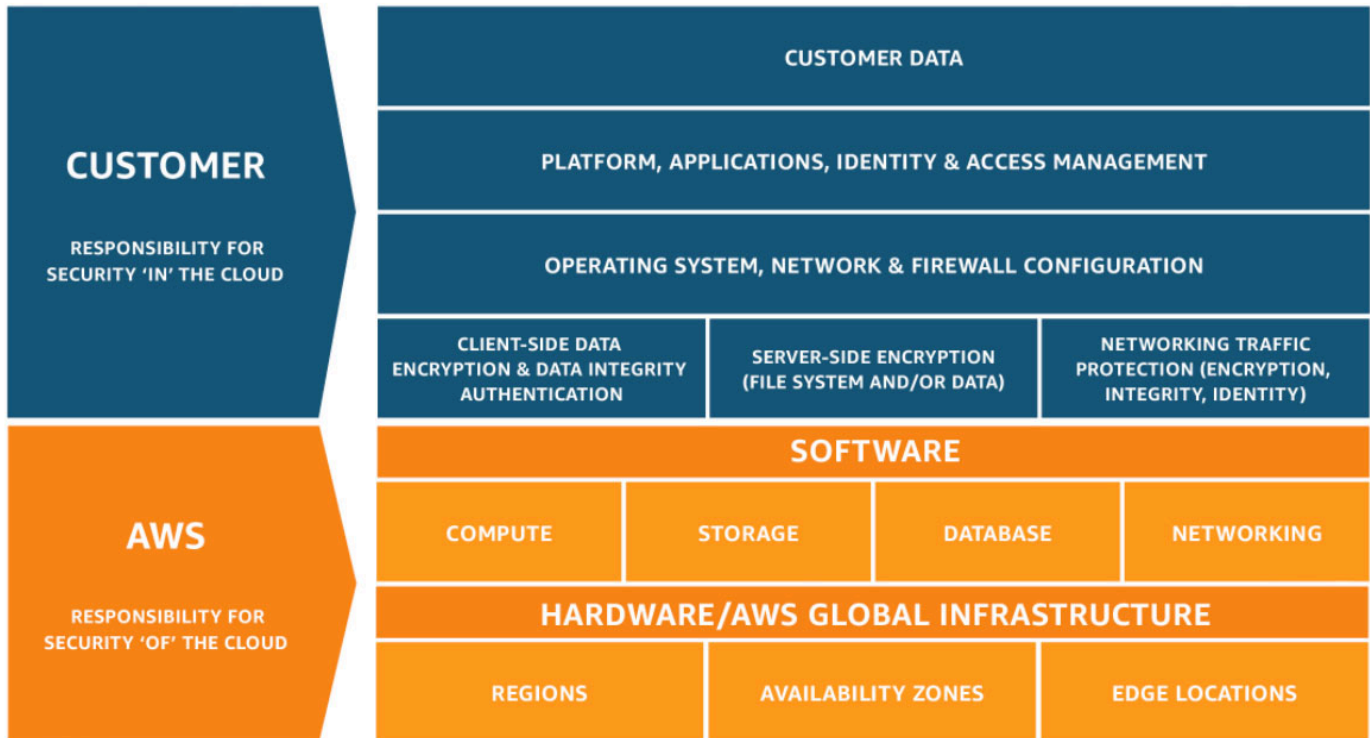 CUSTOMER
RESPONSIBILITY FOR
SECURITY ‘IN’ THE CLOUD
CUSTOMER DATA
PLATFORM, APPLICATIONS, IDENTITY & ACCESS MANAGEMENT
OPERATING SYSTEM, NETWORK & FIREWALL CONFIGURATION
CLIENT-SIDE DATA
ENCRYPTION & DATA INTEGRITY
AUTHENTICATION
SERVER-SIDE ENCRYPTION
(FILE SYSTEM AND/OR DATA)
NETWORKING TRAFFIC
PROTECTION (ENCRYPTION,
INTEGRITY, IDENTITY)
AWS
RESPONSIBILITY FOR
SECURITY ‘OF’ THE CLOUD
SOFTWARE
COMPUTE
STORAGE
DATABASE
NETWORKING
HARDWARE/AWS GLOBAL INFRASTRUCTURE
REGIONS
AVAILABILITY ZONES
EDGE LOCATIONS